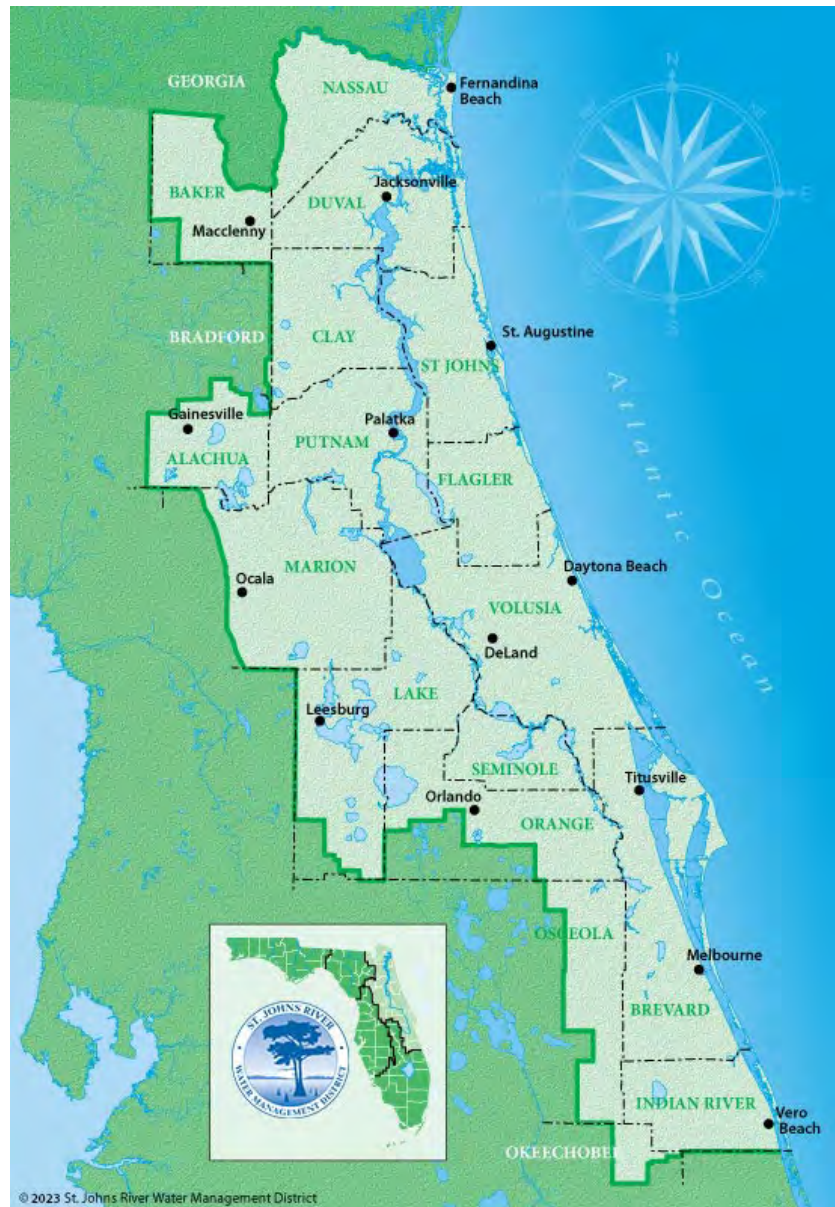 GEORGIA
NASSAU
Fernandina
Beach
N
BAKER
Jacksonville
DUVAL
E
Macclenny
S
BRADFORD
CLAY
St. Augustine
ST JOHNS
Atlantic Ocean
Gainesville
Palatka
ALACHUA
PUTNAM
FLAGLER
MARION
Ocala
Daytona Beach
VOLUSIA
DeLand
LAKE
Leesburg
SEMINOLE
Titusville
Orlando
ORANGE
OSCEOLA
Melbourne
BREVARD
ST. JOHNS RIVER
WATER MANAGEMENT DISTRICT
INDIAN RIVER
Vero
Beach
OKEECHOBEE
© 2023 St. Johns River Water Management District